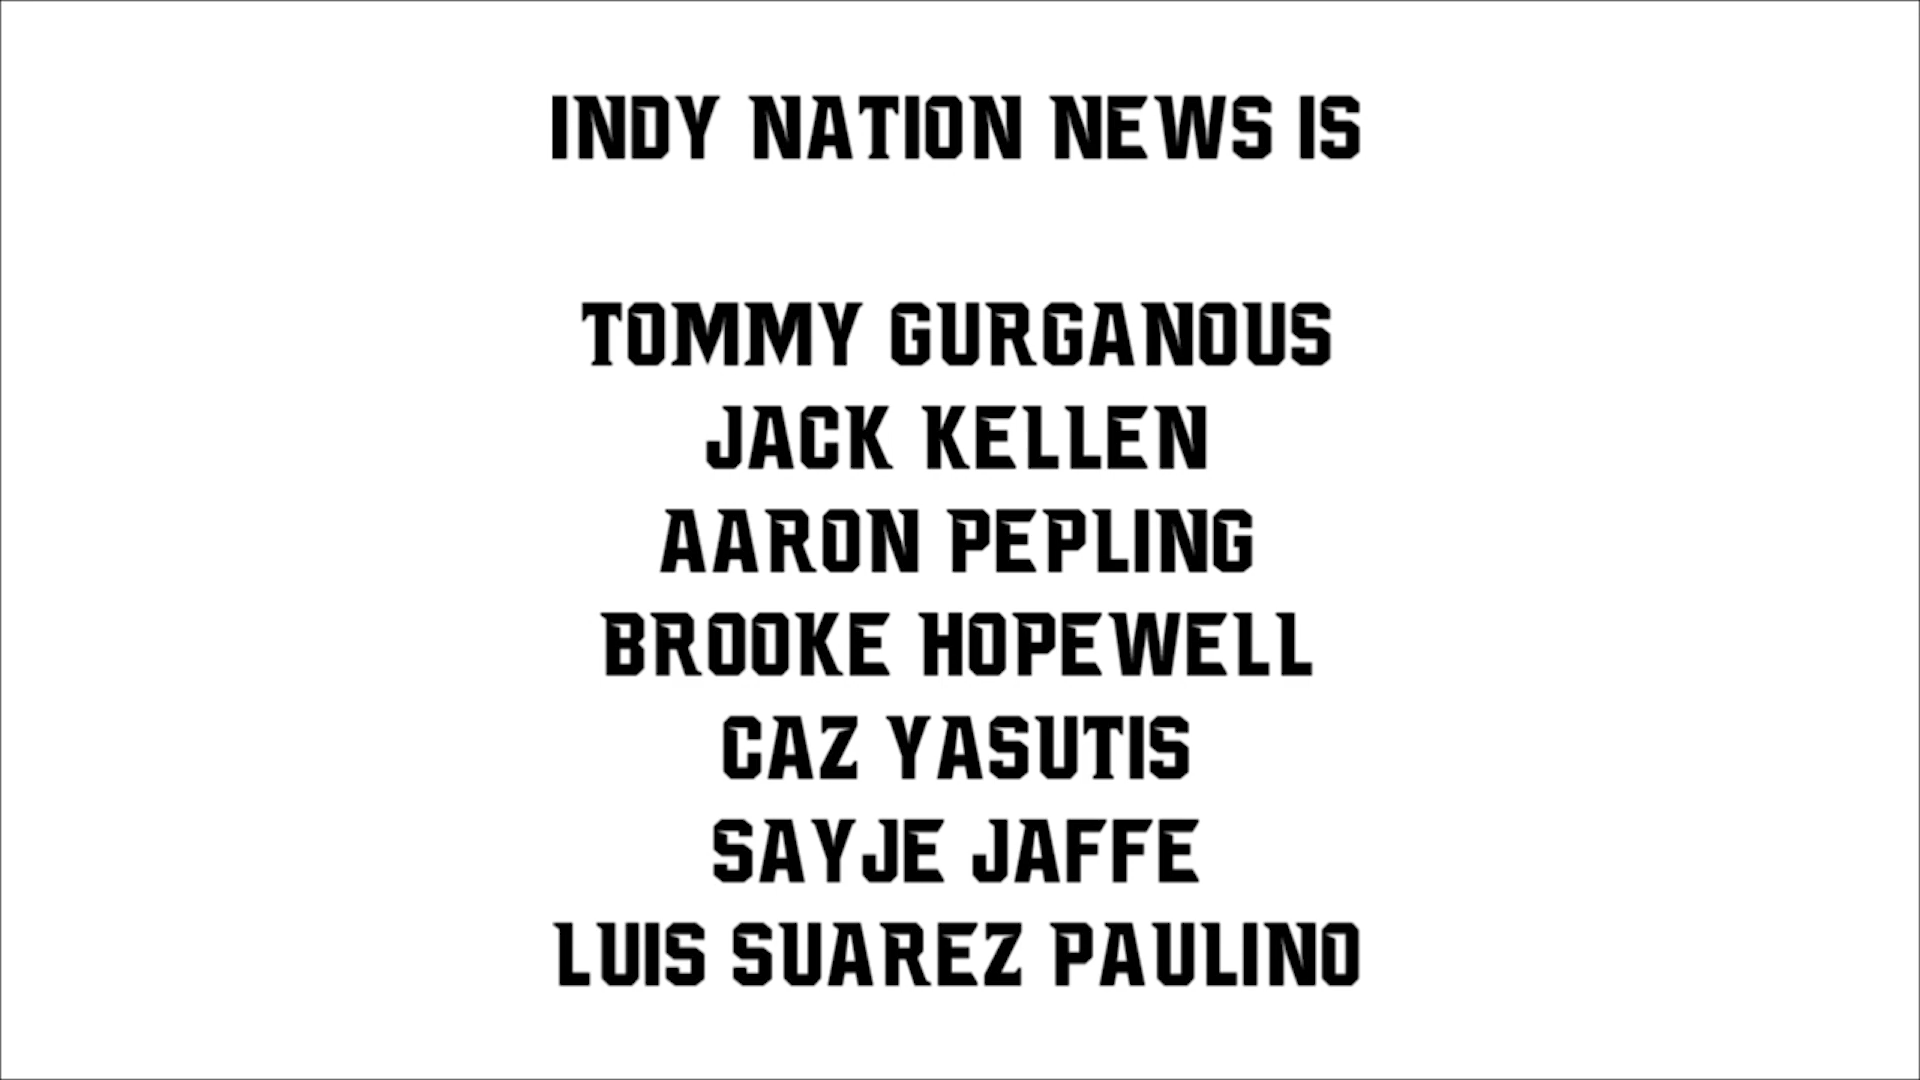 INDY NATION NEWS IS
TOMMY GURGANOUS
JACK KELLEN
AARON PEPLING
BROOKE HOPEWELL
CAZ YASUTIS
SAYJE JAFFE
LUIS SUAREZ PAULINO